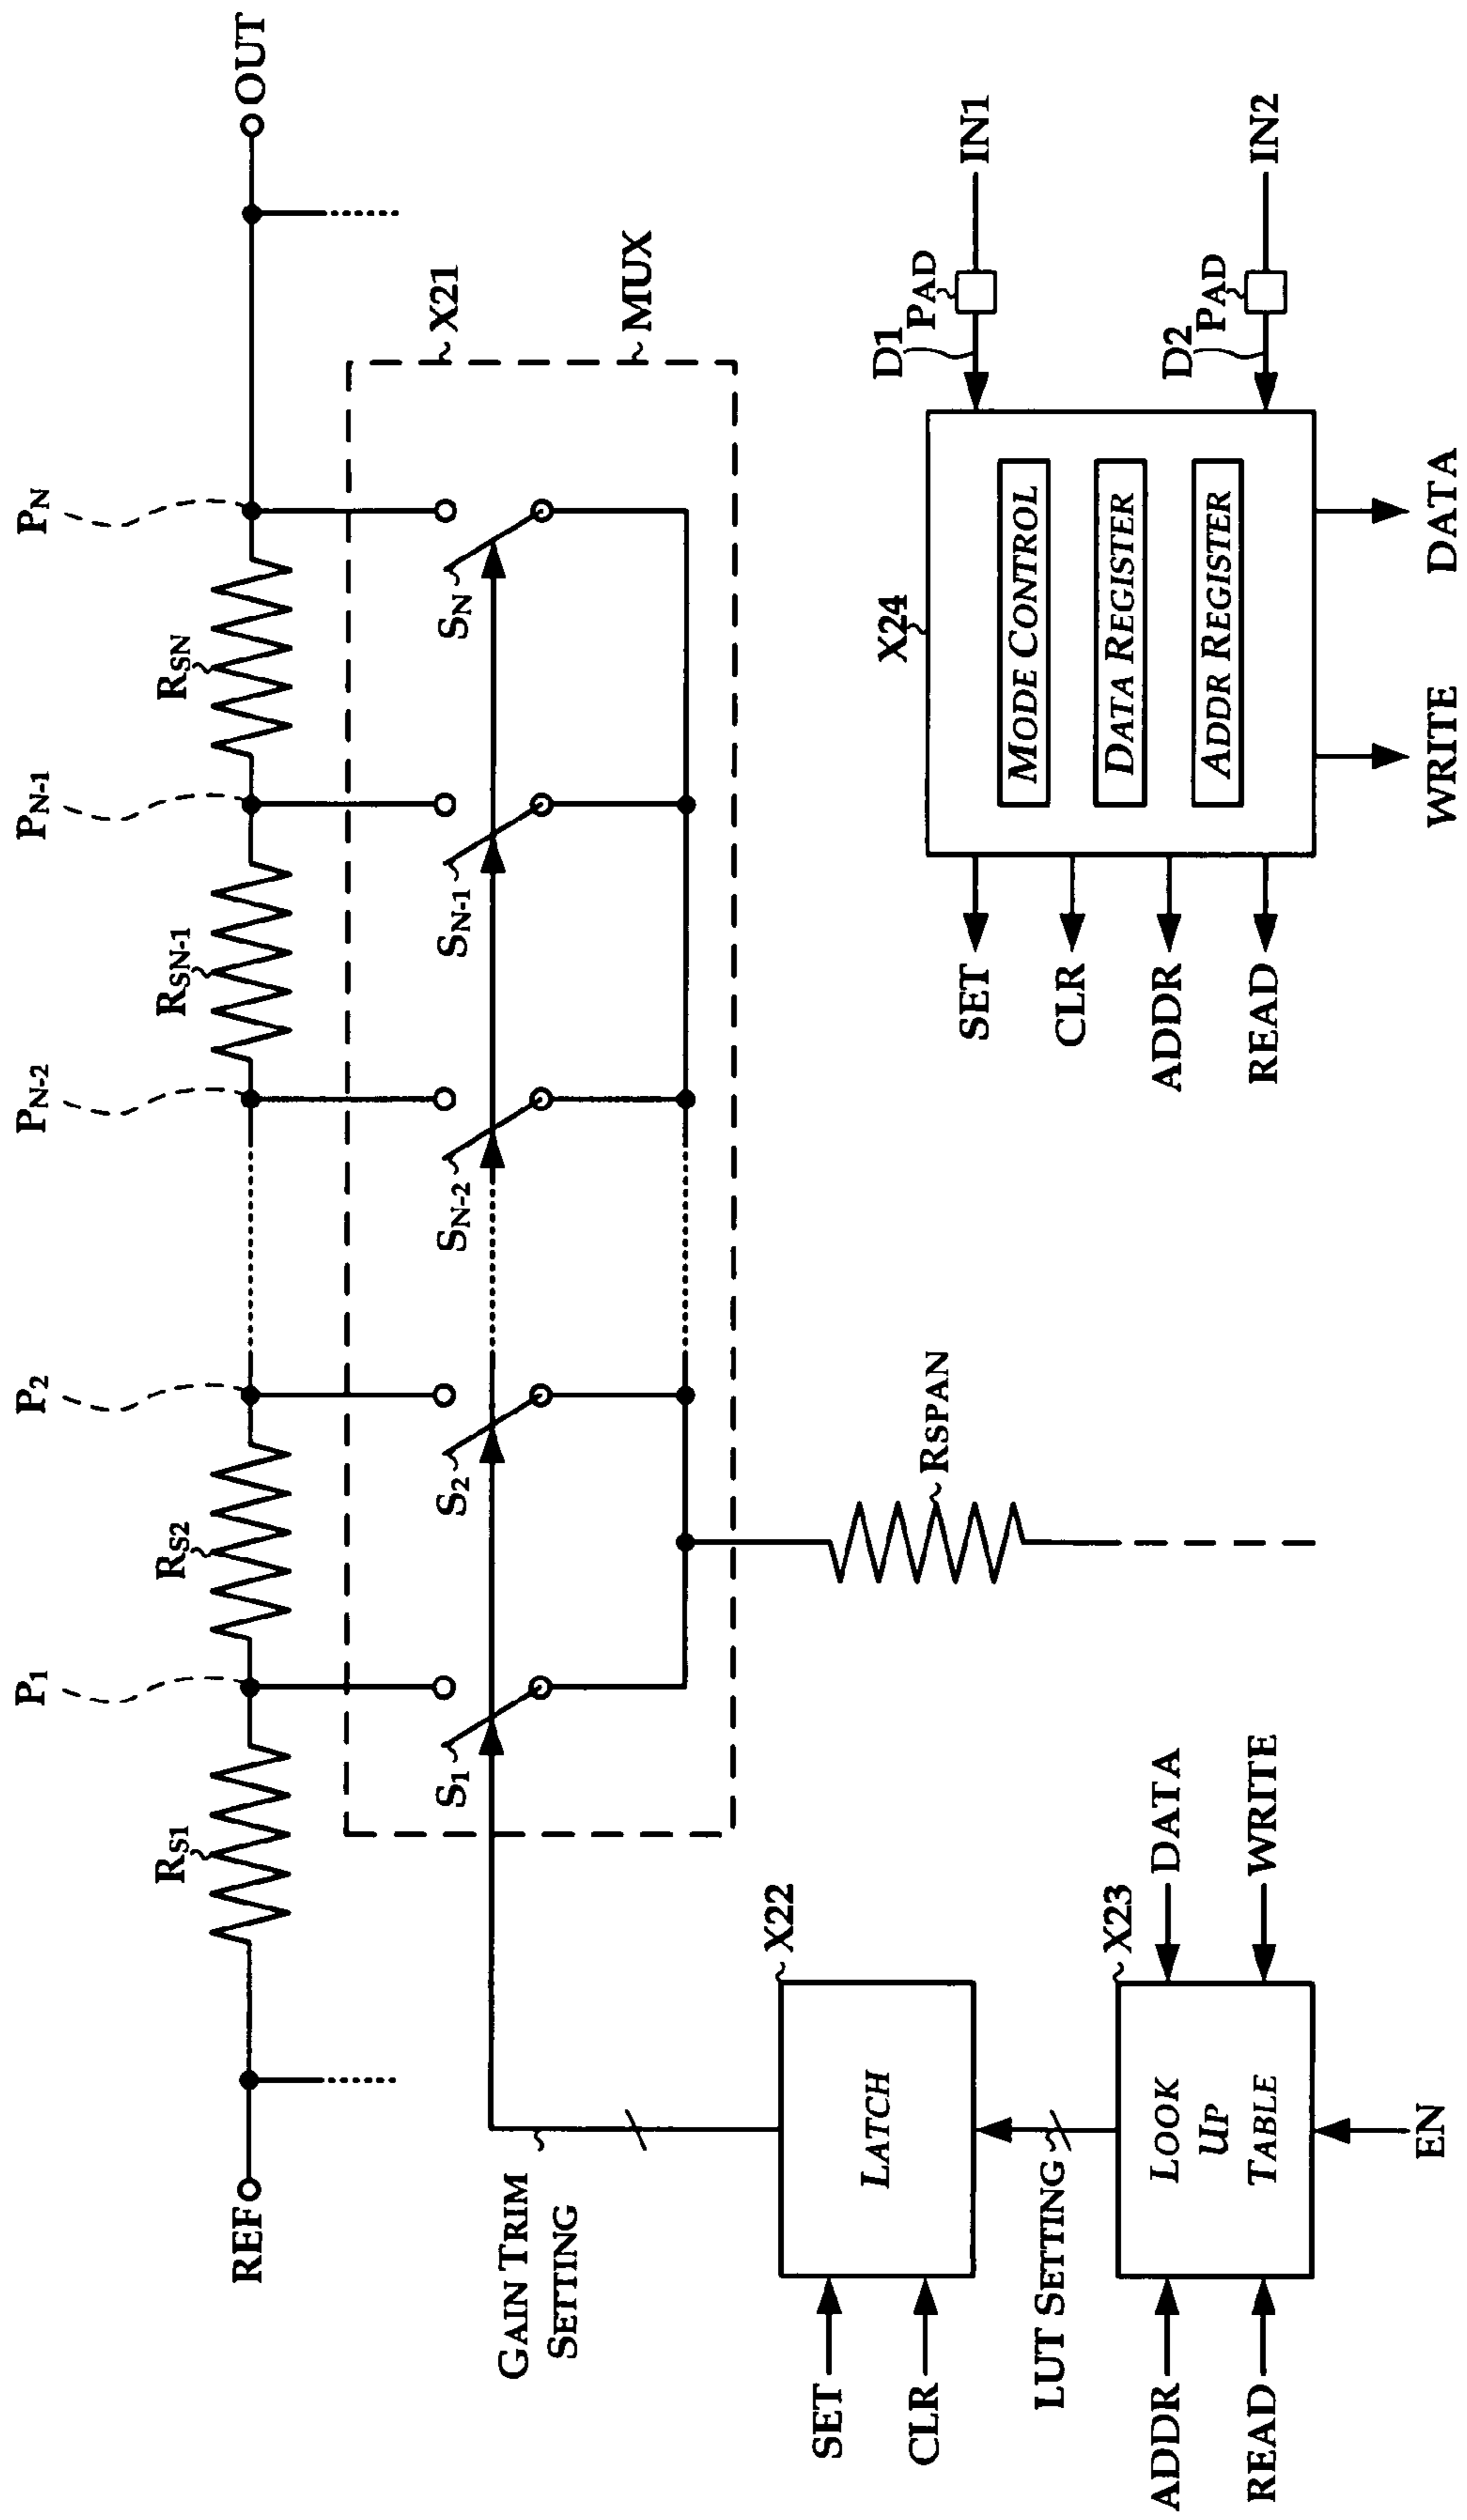 P1
P2
PN-2
PN-1
PN
RS1
RS2
RSN-1
RSN
REF
OUT
X21
MUX
S1
S2
SN-2
SN-1
SN
GAIN TRIM
SETTING
RSPAN
X22
LATCH
SET
CLR
LUT SETTING
X23
LOOK
UP
TABLE
ADDR
READ
DATA
WRITE
EN
X24
MODE CONTROL
DATA REGISTER
ADDR REGISTER
SET
CLR
ADDR
READ
WRITE
DATA
D1
PAD
IN1
D2
PAD
IN2